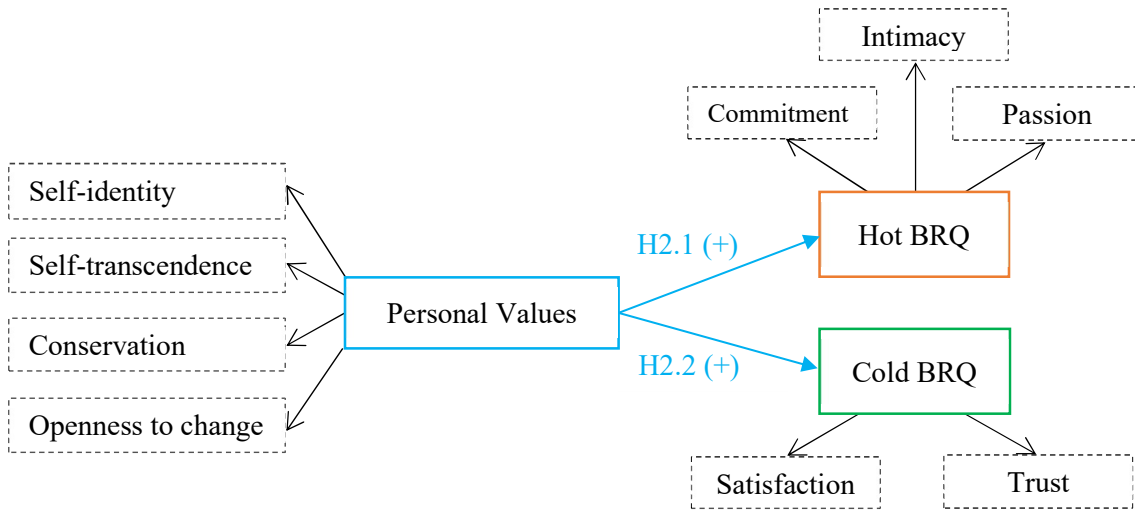 Intimacy
Commitment
Passion
Self-identity
Self-transcendence
Conservation
Openness to change
Personal Values
H2.1 (+)
H2.2 (+)
Hot BRQ
Cold BRQ
Satisfaction
Trust